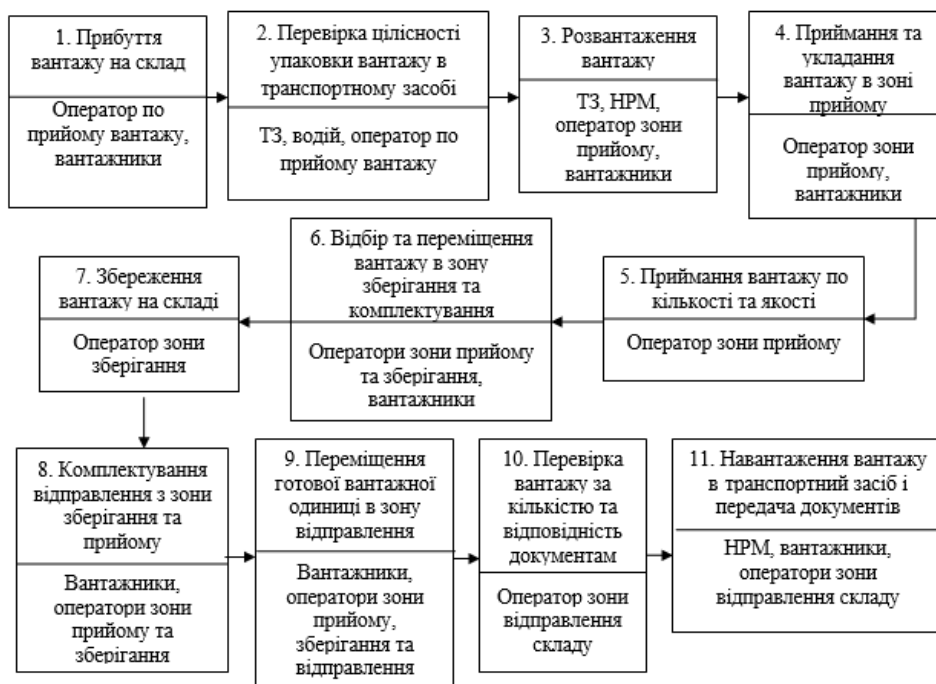 1. Прибуття
вантажу на склад
Оператор по
прийому вантажу,
вантажники
2. Перевірка цілісності
упаковки вантажу в
транспортному засобі
ТЗ, водій, оператор по
прийому вантажу
3. Розвантаження
вантажу
ТЗ, НРМ,
оператор зони
прийому,
вантажники
4. Приймання та
укладання
вантажу в зоні
прийому
Оператор зони
прийому,
вантажники
5. Приймання вантажу по
кількості та якості
Оператор зони прийому
6. Відбір та переміщення
вантажу в зону
зберігання та
комплектування
Оператори зони прийому
та зберігання,
вантажники
7. Збереження
вантажу на складі
Оператор зони
зберігання
8. Комплектування
відправлення з зони
зберігання та
прийому
Вантажники,
оператори зони
прийому та
зберігання
9. Переміщення
готової вантажної
одиниці в зону
відправлення
Вантажники,
оператори зони
прийому,
зберігання та
відправлення
10. Перевірка
вантажу за
кількістю та
відповідність
документам
Оператор зони
відправлення
складу
11. Навантаження вантажу
в транспортний засіб і
передача документів
НРМ, вантажники,
оператори зони
відправлення складу